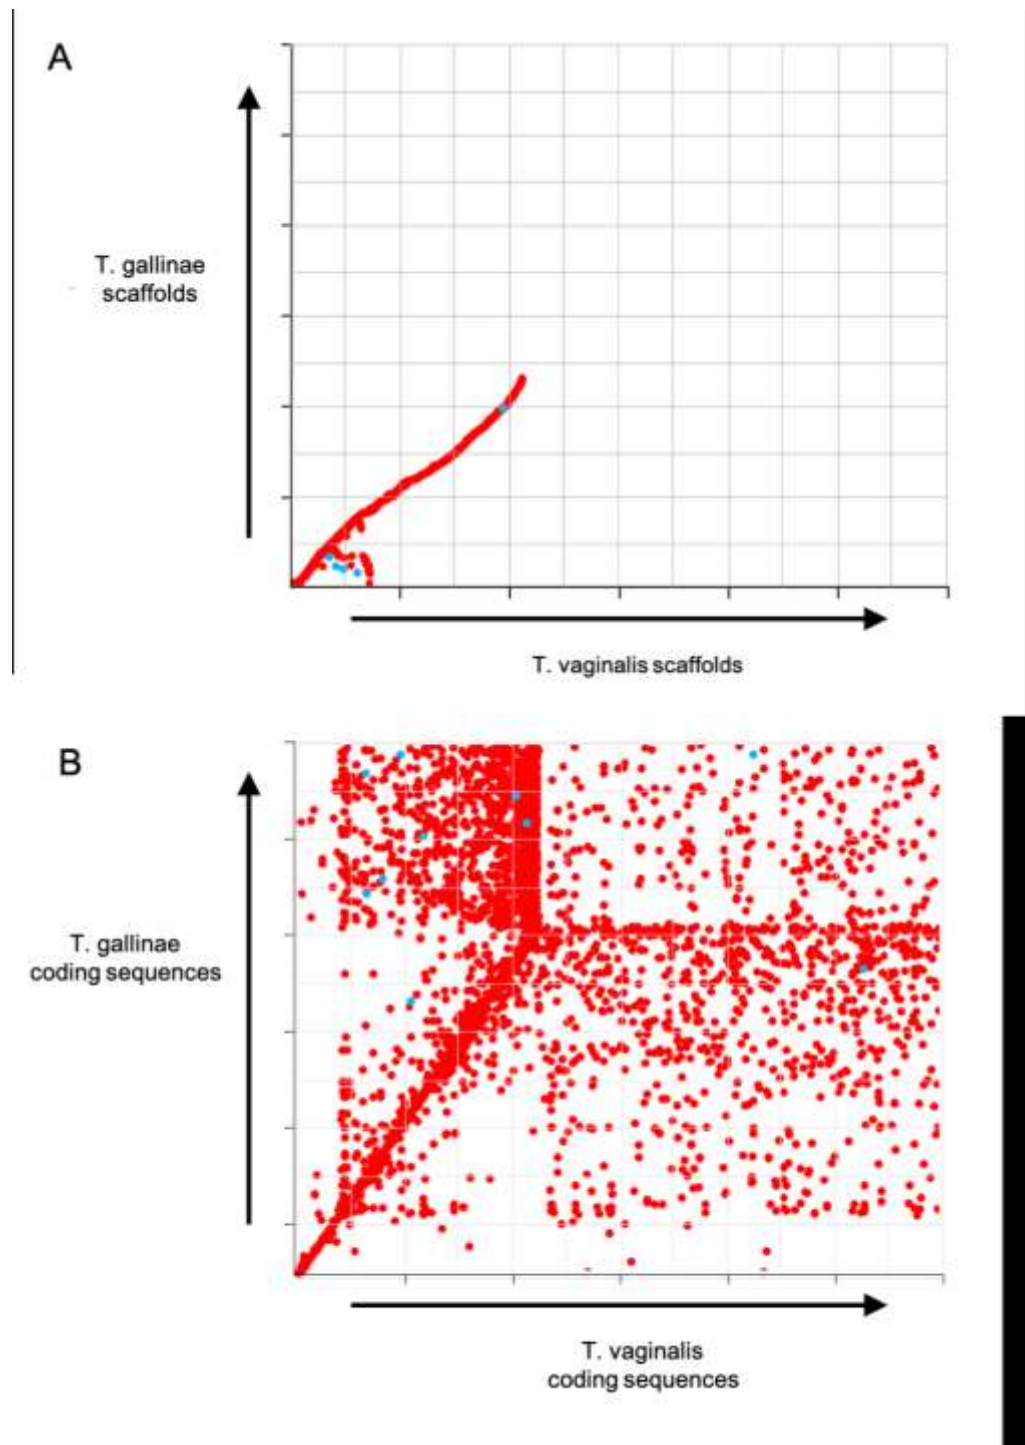 A
T. gallinae
scaffolds
T. vaginalis scaffolds
B
T. gallinae
coding sequences
T. vaginalis
coding sequences